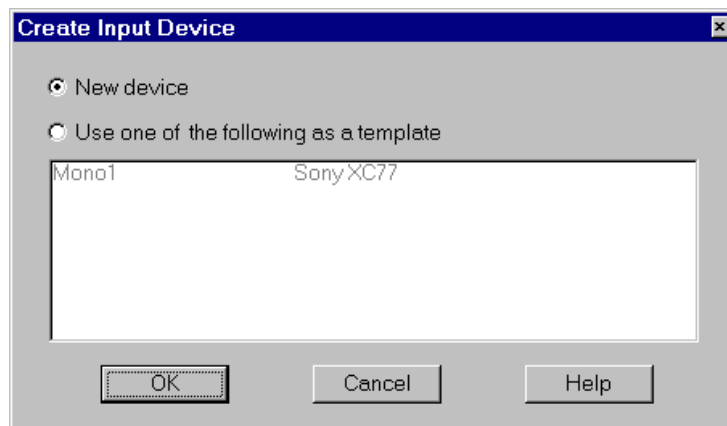 Create Input Device
New device
Use one of the following as a template
Mono1 Sony XC77
OK Cancel Help